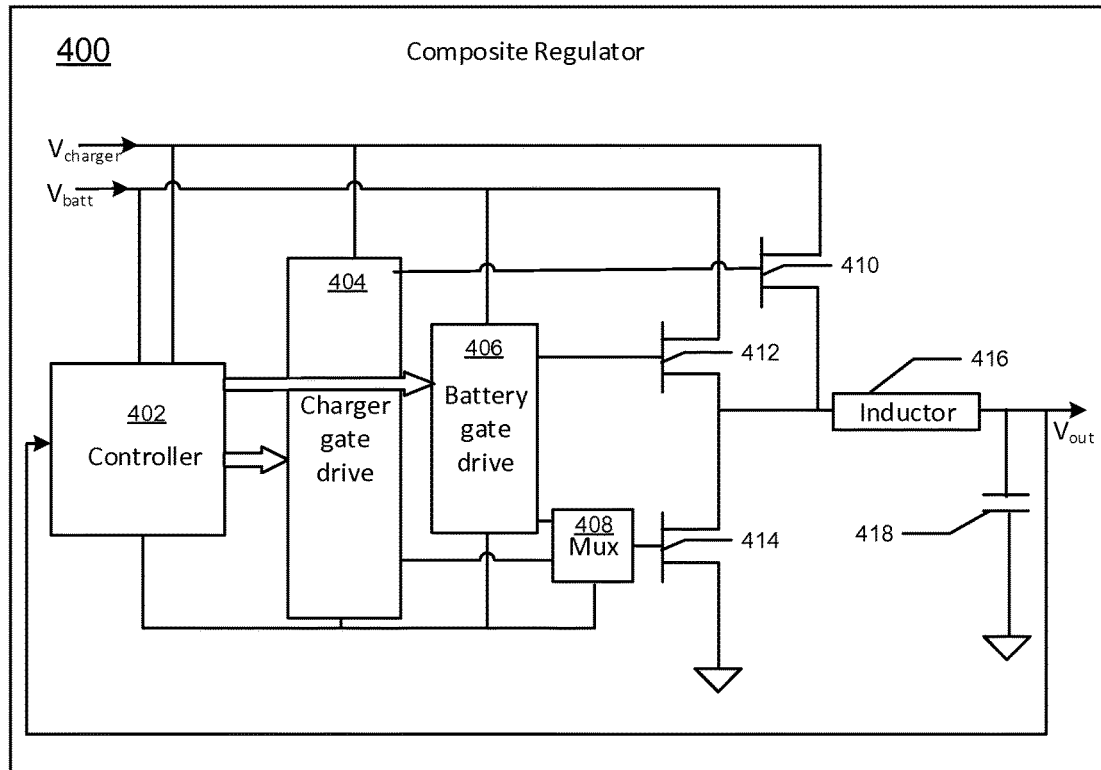 400
Composite Regulator
Vcharger
Vbatt
404
410
406
Battery
gate
drive
412
402
Controller
Charger
gate
drive
416
Inductor
Vout
408
Mux
414
418